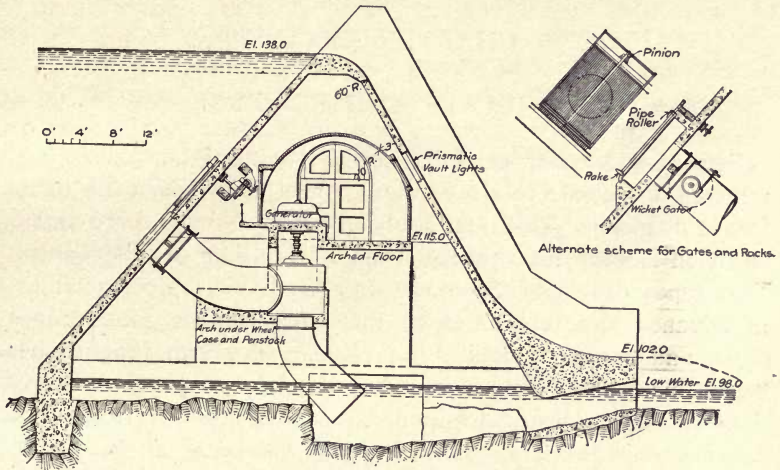 El. 138.0
0' 4' 8' 12'
6'0" R.
Prismatic
Vault Lights
Generator
El. 115.0
Arched Floor
Arch under Wheel
Case and Penstock
El 102.0
Low Water El. 98.0
Pinion
Pipe
Roller
Rake
Wicket Gates
Alternate scheme for Gates and Racks.